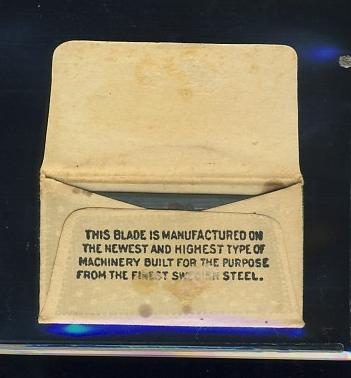 THIS BLADE IS MANUFACTURED ON
THE NEWEST AND HIGHEST TYPE OF
MACHINERY BUILT FOR THE PURPOSE
FROM THE FINEST SWEDISH STEEL.